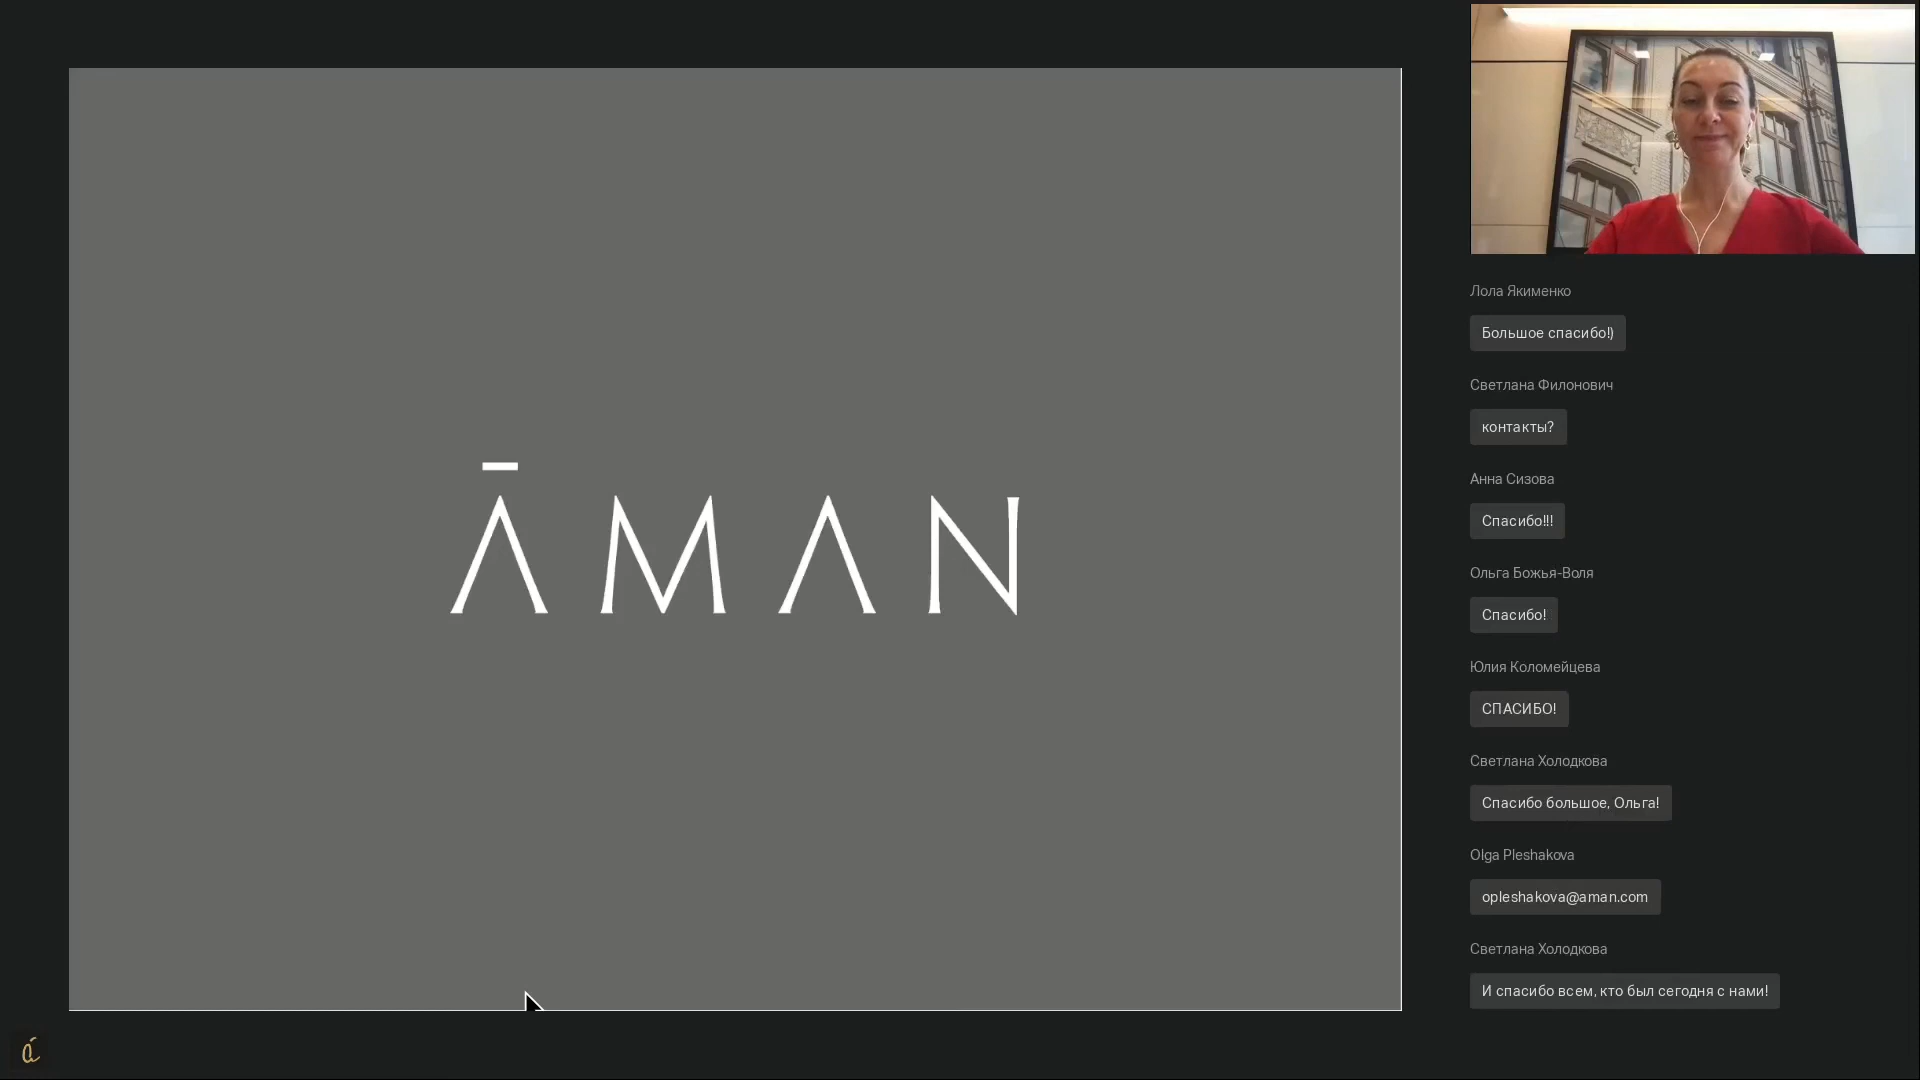 ĀMAN
Лола Якименко
Большое спасибо!)
Светлана Филонович
контакты?
Анна Сизова
Спасибо!!!
Ольга Божья-Воля
Спасибо!
Юлия Коломейцева
СПАСИБО!
Светлана Холодкова
Спасибо большое, Ольга!
Olga Pleshakova
opleshakova@aman.com
Светлана Холодкова
И спасибо всем, кто был сегодня с нами!
á